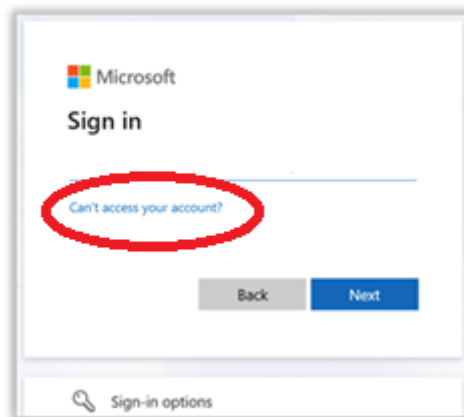 Microsoft
Sign in
Can't access your account?
Back Next
Sign-in options